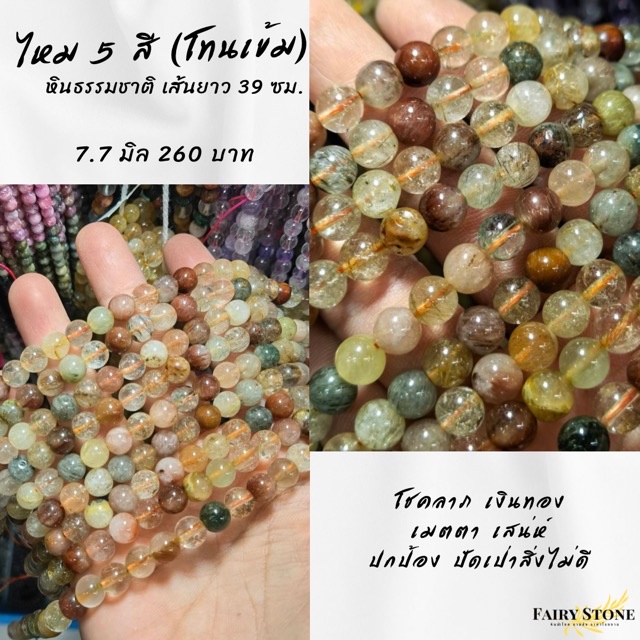 ไหม 5 สี (โทนเข้ม)
หินธรรมชาติ เส้นยาว 39 ซม.
7.7 มิล 260 บาท
โชคลาภ เงินทอง
เมตตา เสน่ห์
ปกป้อง ปัดเป่าสิ่งไม่ดี
FAIRY STONE